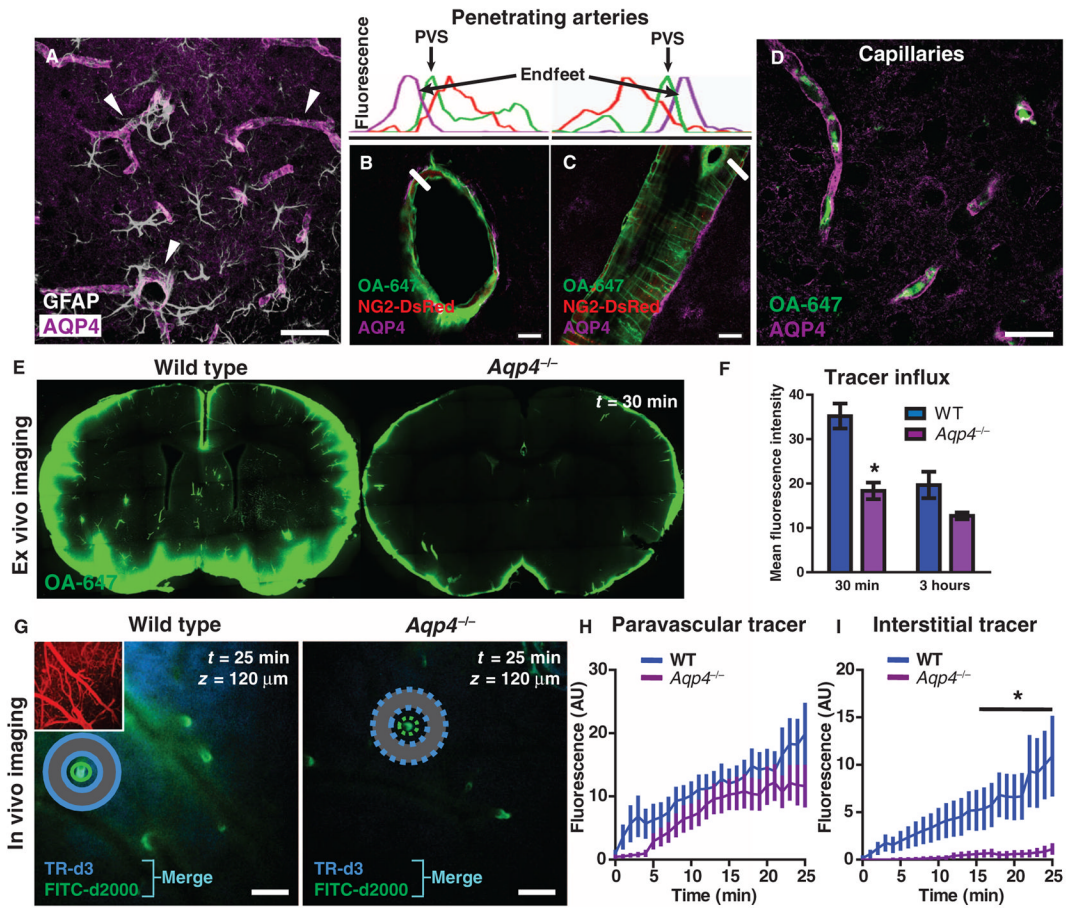 A
GFAP
AQP4
Penetrating arteries
Fluorescence
PVS
PVS
Endfeet
B
OA-647
NG2-DsRed
AQP4
C
OA-647
NG2-DsRed
AQP4
D
Capillaries
OA-647
AQP4
E
Wild type
Aqp4–/–
Ex vivo imaging
t = 30 min
OA-647
F
Tracer influx
Mean fluorescence intensity
40
30
20
10
0
WT
Aqp4–/–
*
30 min
3 hours
G
Wild type
Aqp4–/–
In vivo imaging
t = 25 min
z = 120 μm
TR-d3
FITC-d2000
Merge
t = 25 min
z = 120 μm
TR-d3
FITC-d2000
Merge
H
Paravascular tracer
WT
Aqp4–/–
Fluorescence (AU)
30
20
10
0
0 5 10 15 20 25
Time (min)
I
Interstitial tracer
WT
Aqp4–/–
*
Fluorescence (AU)
20
15
10
5
0
0 5 10 15 20 25
Time (min)